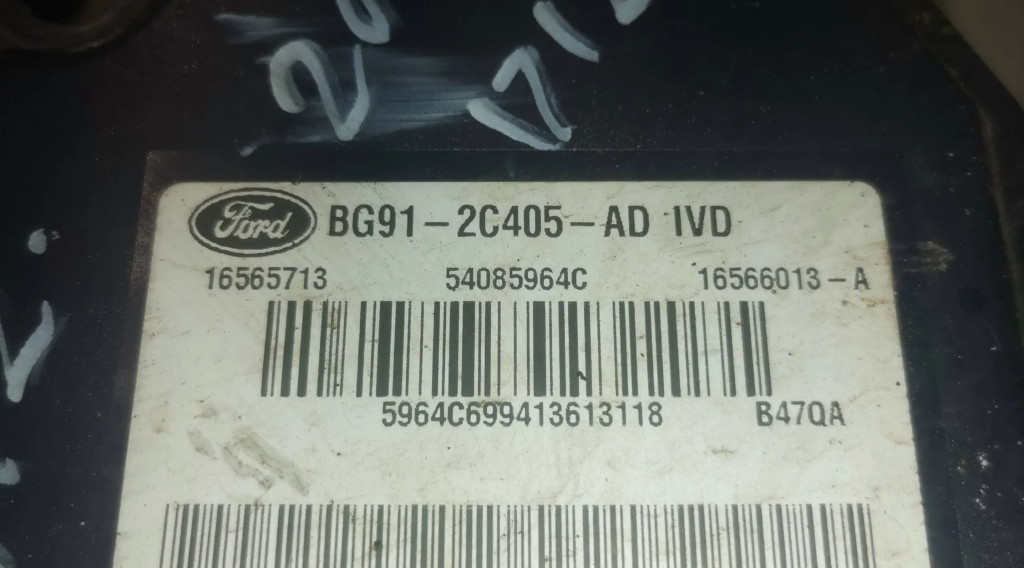 Ford BG91-2C405-AD IVD
16565713 54085964C 16566013-A
5964C699413613118 B47QA